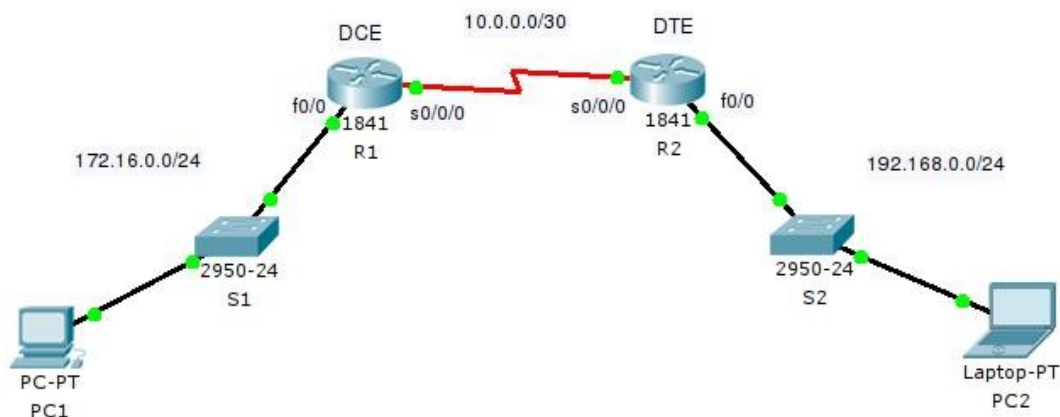 10.0.0.0/30
DCE
DTE
f0/0
s0/0/0
s0/0/0
f0/0
1841
R1
1841
R2
172.16.0.0/24
192.168.0.0/24
2950-24
S1
2950-24
S2
PC-PT
PC1
Laptop-PT
PC2